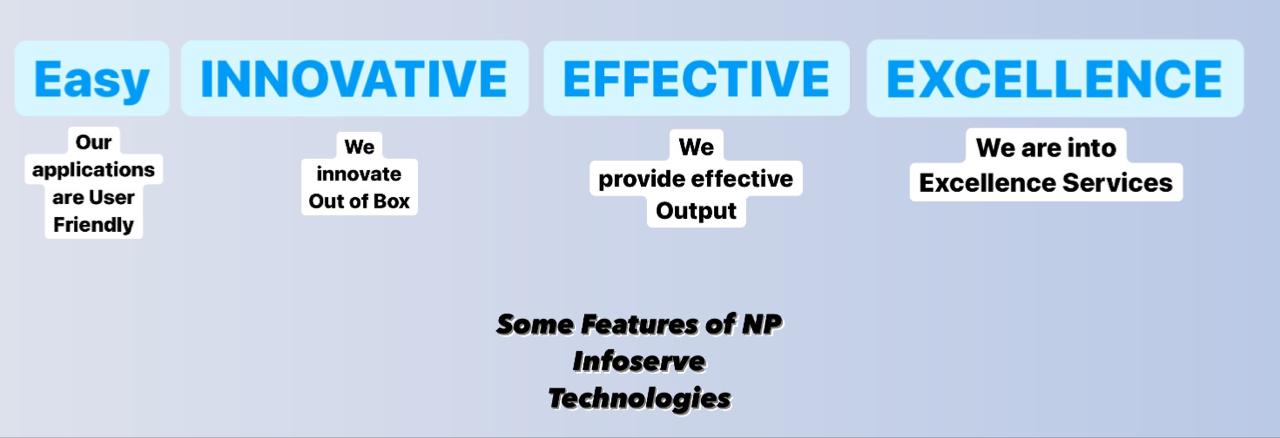 Easy
INNOVATIVE
EFFECTIVE
EXCELLENCE
Our
applications
are User
Friendly
We
innovate
Out of Box
We
provide effective
Output
We are into
Excellence Services
Some Features of NP
Infoserve
Technologies